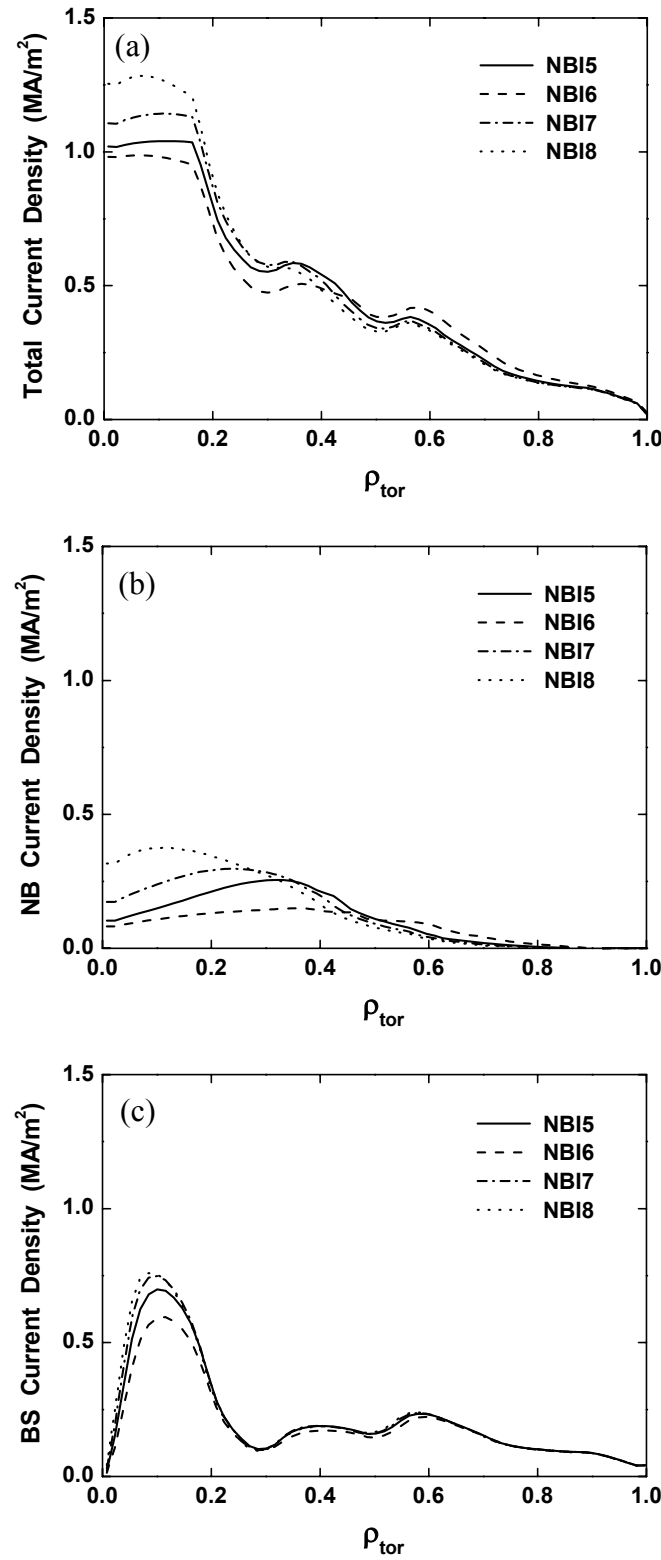 (a)
Total Current Density (MA/m²)
1.5
1.0
0.5
0.0
NBI5
NBI6
NBI7
NBI8
0.0 0.2 0.4 0.6 0.8 1.0
ρtor
(b)
NB Current Density (MA/m²)
1.5
1.0
0.5
0.0
NBI5
NBI6
NBI7
NBI8
0.0 0.2 0.4 0.6 0.8 1.0
ρtor
(c)
BS Current Density (MA/m²)
1.5
1.0
0.5
0.0
NBI5
NBI6
NBI7
NBI8
0.0 0.2 0.4 0.6 0.8 1.0
ρtor